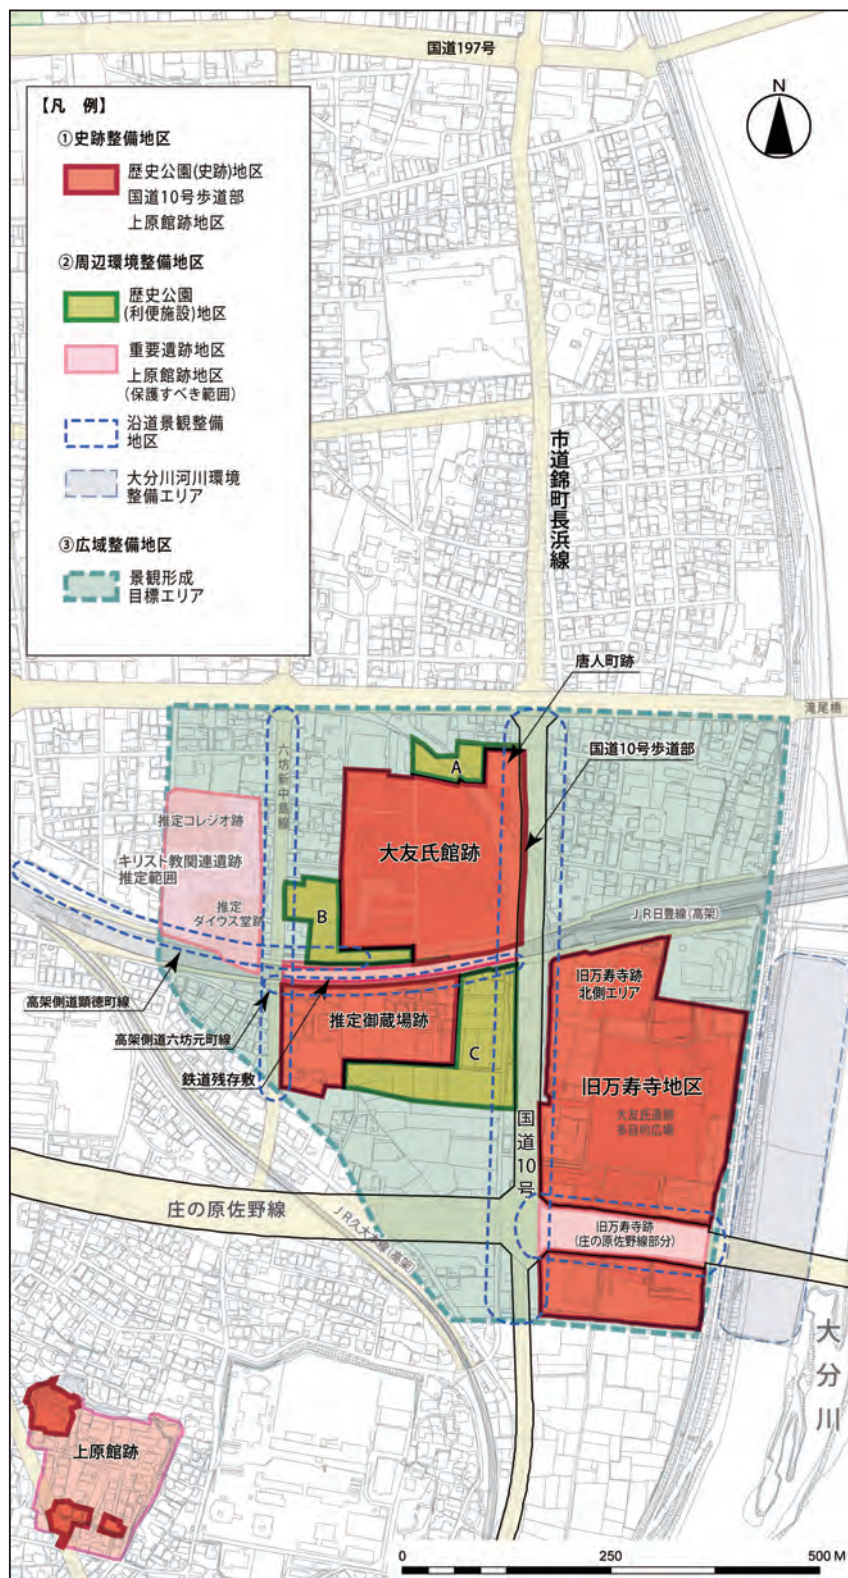 国道197号
N
【凡 例】
①史跡整備地区
歴史公園(史跡)地区
国道10号歩道部
上原館跡地区
②周辺環境整備地区
歴史公園
(利便施設)地区
重要遺跡地区
上原館跡地区
(保護すべき範囲)
沿道景観整備
地区
大分川河川環境
整備エリア
③広域整備地区
景観形成
目標エリア
市道錦町長浜線
唐人町跡
滝尾橋
国道10号歩道部
六坊新中島線
A
推定コレジオ跡
大友氏館跡
キリスト教関連遺跡
推定範囲
推定
ダイウス堂跡
B
JR日豊線(高架)
旧万寿寺跡
北側エリア
高架側道顕徳町線
推定御蔵場跡
高架側道六坊元町線
C
鉄道残存敷
旧万寿寺地区
大友氏遺跡
多目的広場
国道10号
庄の原佐野線
JR久大本線(高架)
旧万寿寺跡
(庄の原佐野線部分)
大分川
上原館跡
0 250 500 M